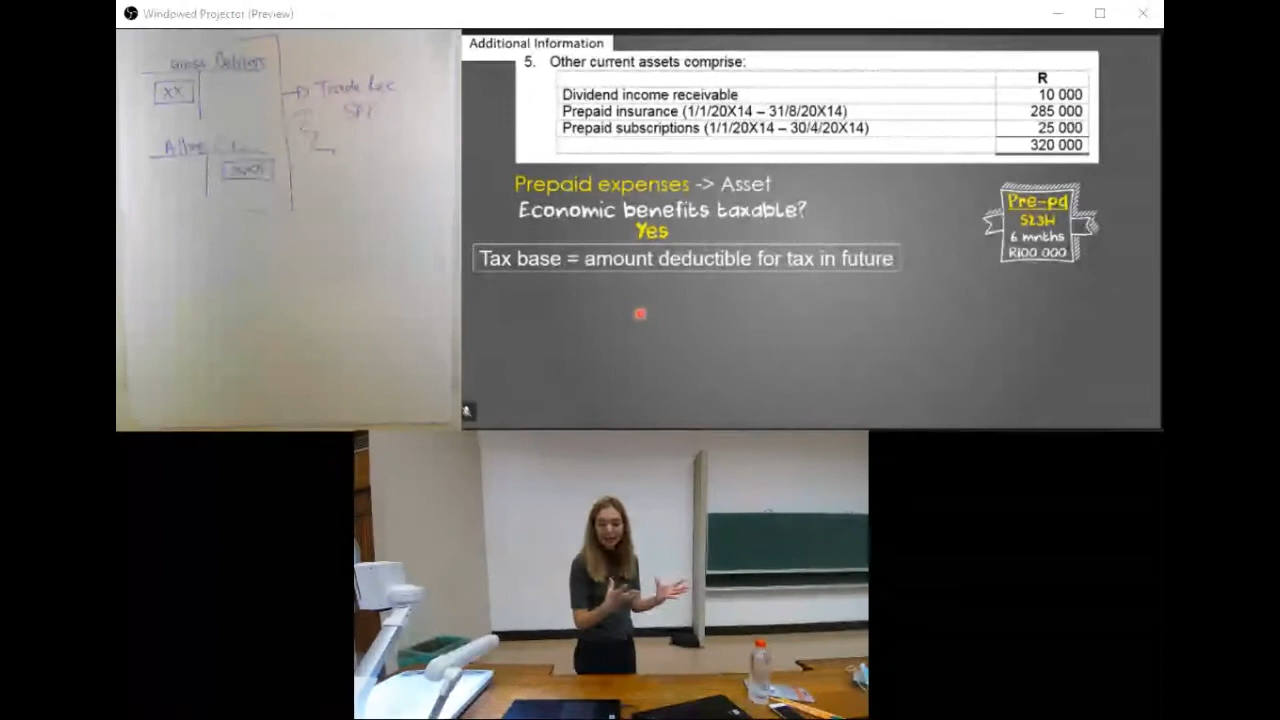 Windowed Projector (Preview)
Gross Debtors
XX
Trade Rec
Additional Information
5. Other current assets comprise:
R
Dividend income receivable 10 000
Prepaid insurance (1/1/20X14 – 31/8/20X14) 285 000
Prepaid subscriptions (1/1/20X14 – 30/4/20X14) 25 000
320 000
Prepaid expenses -> Asset
Economic benefits taxable?
Yes
Tax base = amount deductible for tax in future
Pre-pd
S23H
6 mnths
R100 000